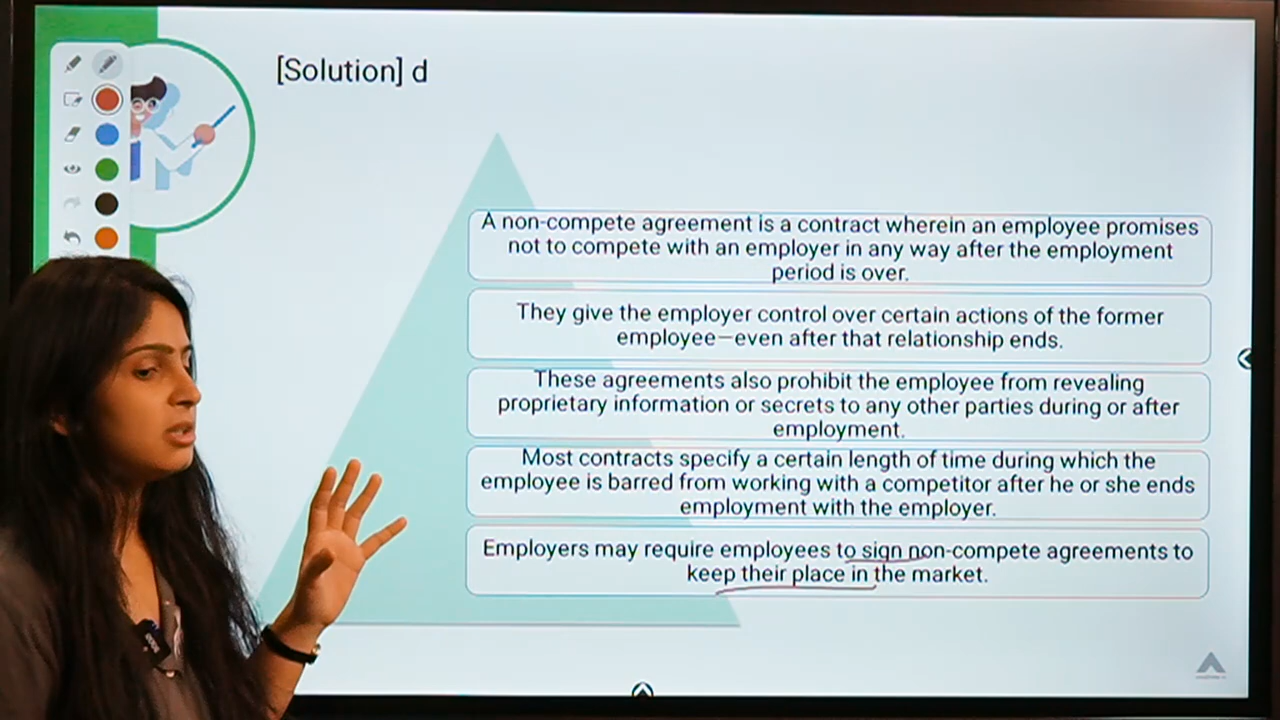 [Solution] d
A non-compete agreement is a contract wherein an employee promises
not to compete with an employer in any way after the employment
period is over.
They give the employer control over certain actions of the former
employee—even after that relationship ends.
These agreements also prohibit the employee from revealing
proprietary information or secrets to any other parties during or after
employment.
Most contracts specify a certain length of time during which the
employee is barred from working with a competitor after he or she ends
employment with the employer.
Employers may require employees to sign non-compete agreements to
keep their place in the market.